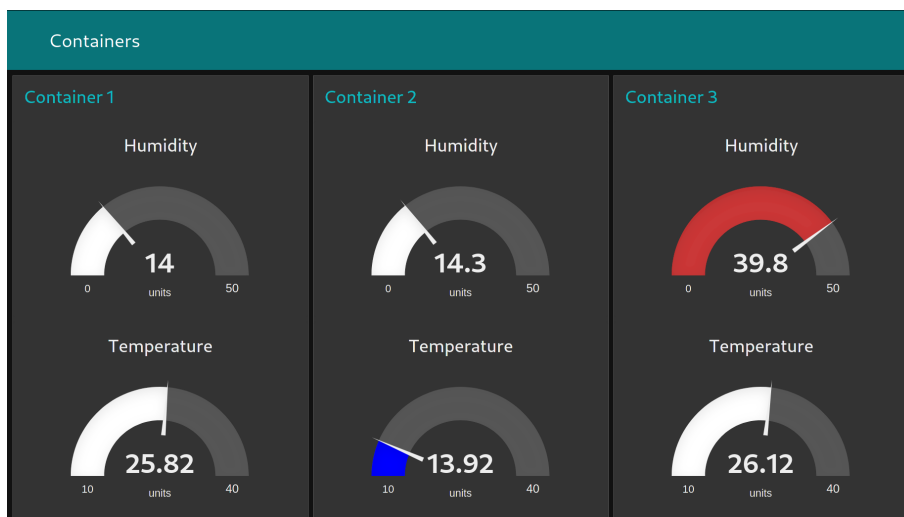 Containers
Container 1
Humidity
14
0 units 50
Temperature
25.82
10 units 40
Container 2
Humidity
14.3
0 units 50
Temperature
13.92
10 units 40
Container 3
Humidity
39.8
0 units 50
Temperature
26.12
10 units 40